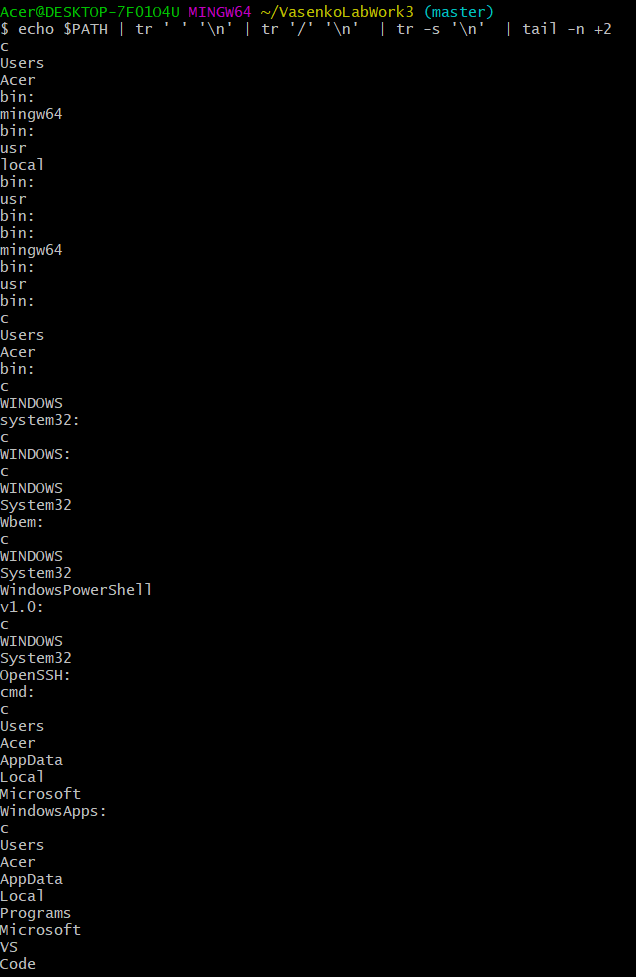 Acer@DESKTOP-7F01O4U MINGW64 ~/VasenkoLabWork3 (master)
$ echo $PATH | tr ' ' '\n' | tr '/' '\n'  | tr -s '\n'  | tail -n +2
c
Users
Acer
bin:
mingw64
bin:
usr
local
bin:
usr
bin:
bin:
mingw64
bin:
usr
bin:
c
Users
Acer
bin:
c
WINDOWS
system32:
c
WINDOWS:
c
WINDOWS
System32
Wbem:
c
WINDOWS
System32
WindowsPowerShell
v1.0:
c
WINDOWS
System32
OpenSSH:
cmd:
c
Users
Acer
AppData
Local
Microsoft
WindowsApps:
c
Users
Acer
AppData
Local
Programs
Microsoft
VS
Code